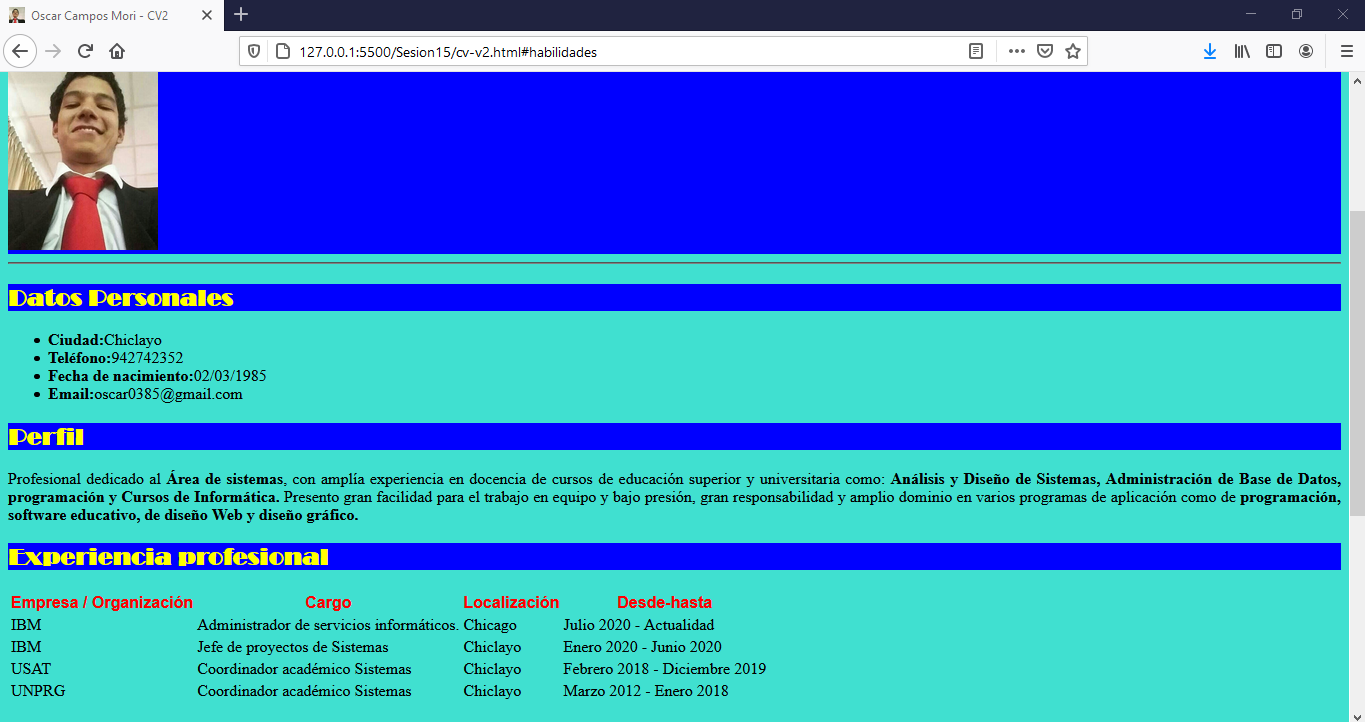 Oscar Campos Mori - CV2
127.0.0.1:5500/Sesion15/cv-v2.html#habilidades
Datos Personales
Ciudad:Chiclayo
Teléfono:942742352
Fecha de nacimiento:02/03/1985
Email:oscar0385@gmail.com
Perfil
Profesional dedicado al Área de sistemas, con amplía experiencia en docencia de cursos de educación superior y universitaria como: Análisis y Diseño de Sistemas, Administración de Base de Datos,
programación y Cursos de Informática. Presento gran facilidad para el trabajo en equipo y bajo presión, gran responsabilidad y amplio dominio en varios programas de aplicación como de programación,
software educativo, de diseño Web y diseño gráfico.
Experiencia profesional
Empresa / Organización Cargo Localización Desde-hasta
IBM Administrador de servicios informáticos. Chicago Julio 2020 - Actualidad
IBM Jefe de proyectos de Sistemas Chiclayo Enero 2020 - Junio 2020
USAT Coordinador académico Sistemas Chiclayo Febrero 2018 - Diciembre 2019
UNPRG Coordinador académico Sistemas Chiclayo Marzo 2012 - Enero 2018